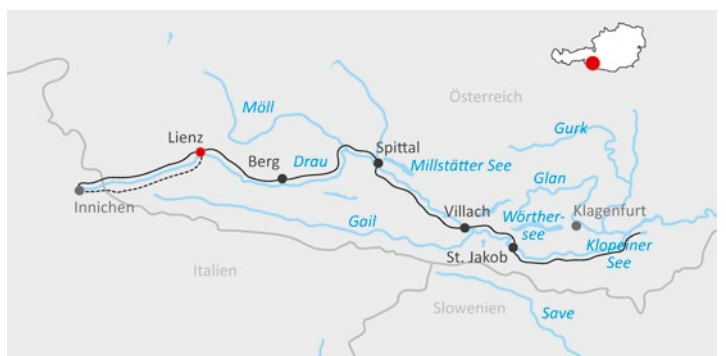 Österreich
Möll
Gurk
Lienz
Berg
Drau
Spittal
Millstätter See
Glan
Innichen
Gail
Villach
Wörther-
see
Klagenfurt
St. Jakob
Klopeiner
See
Italien
Slowenien
Save